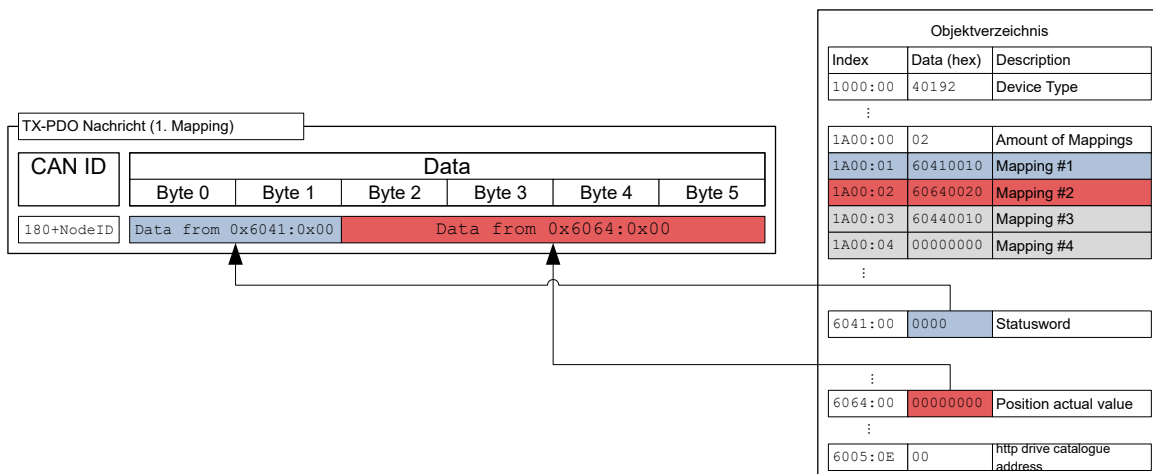 Objektverzeichnis
Index Data (hex) Description
1000:00 40192 Device Type
⋮
1A00:00 02 Amount of Mappings
1A00:01 60410010 Mapping #1
1A00:02 60640020 Mapping #2
1A00:03 60440010 Mapping #3
1A00:04 00000000 Mapping #4
⋮
6041:00 0000 Statusword
⋮
6064:00 00000000 Position actual value
⋮
6005:0E 00 http drive catalogue
address
TX-PDO Nachricht (1. Mapping)
CAN ID Data
Byte 0 Byte 1 Byte 2 Byte 3 Byte 4 Byte 5
180+NodeID Data from 0x6041:0x00 Data from 0x6064:0x00